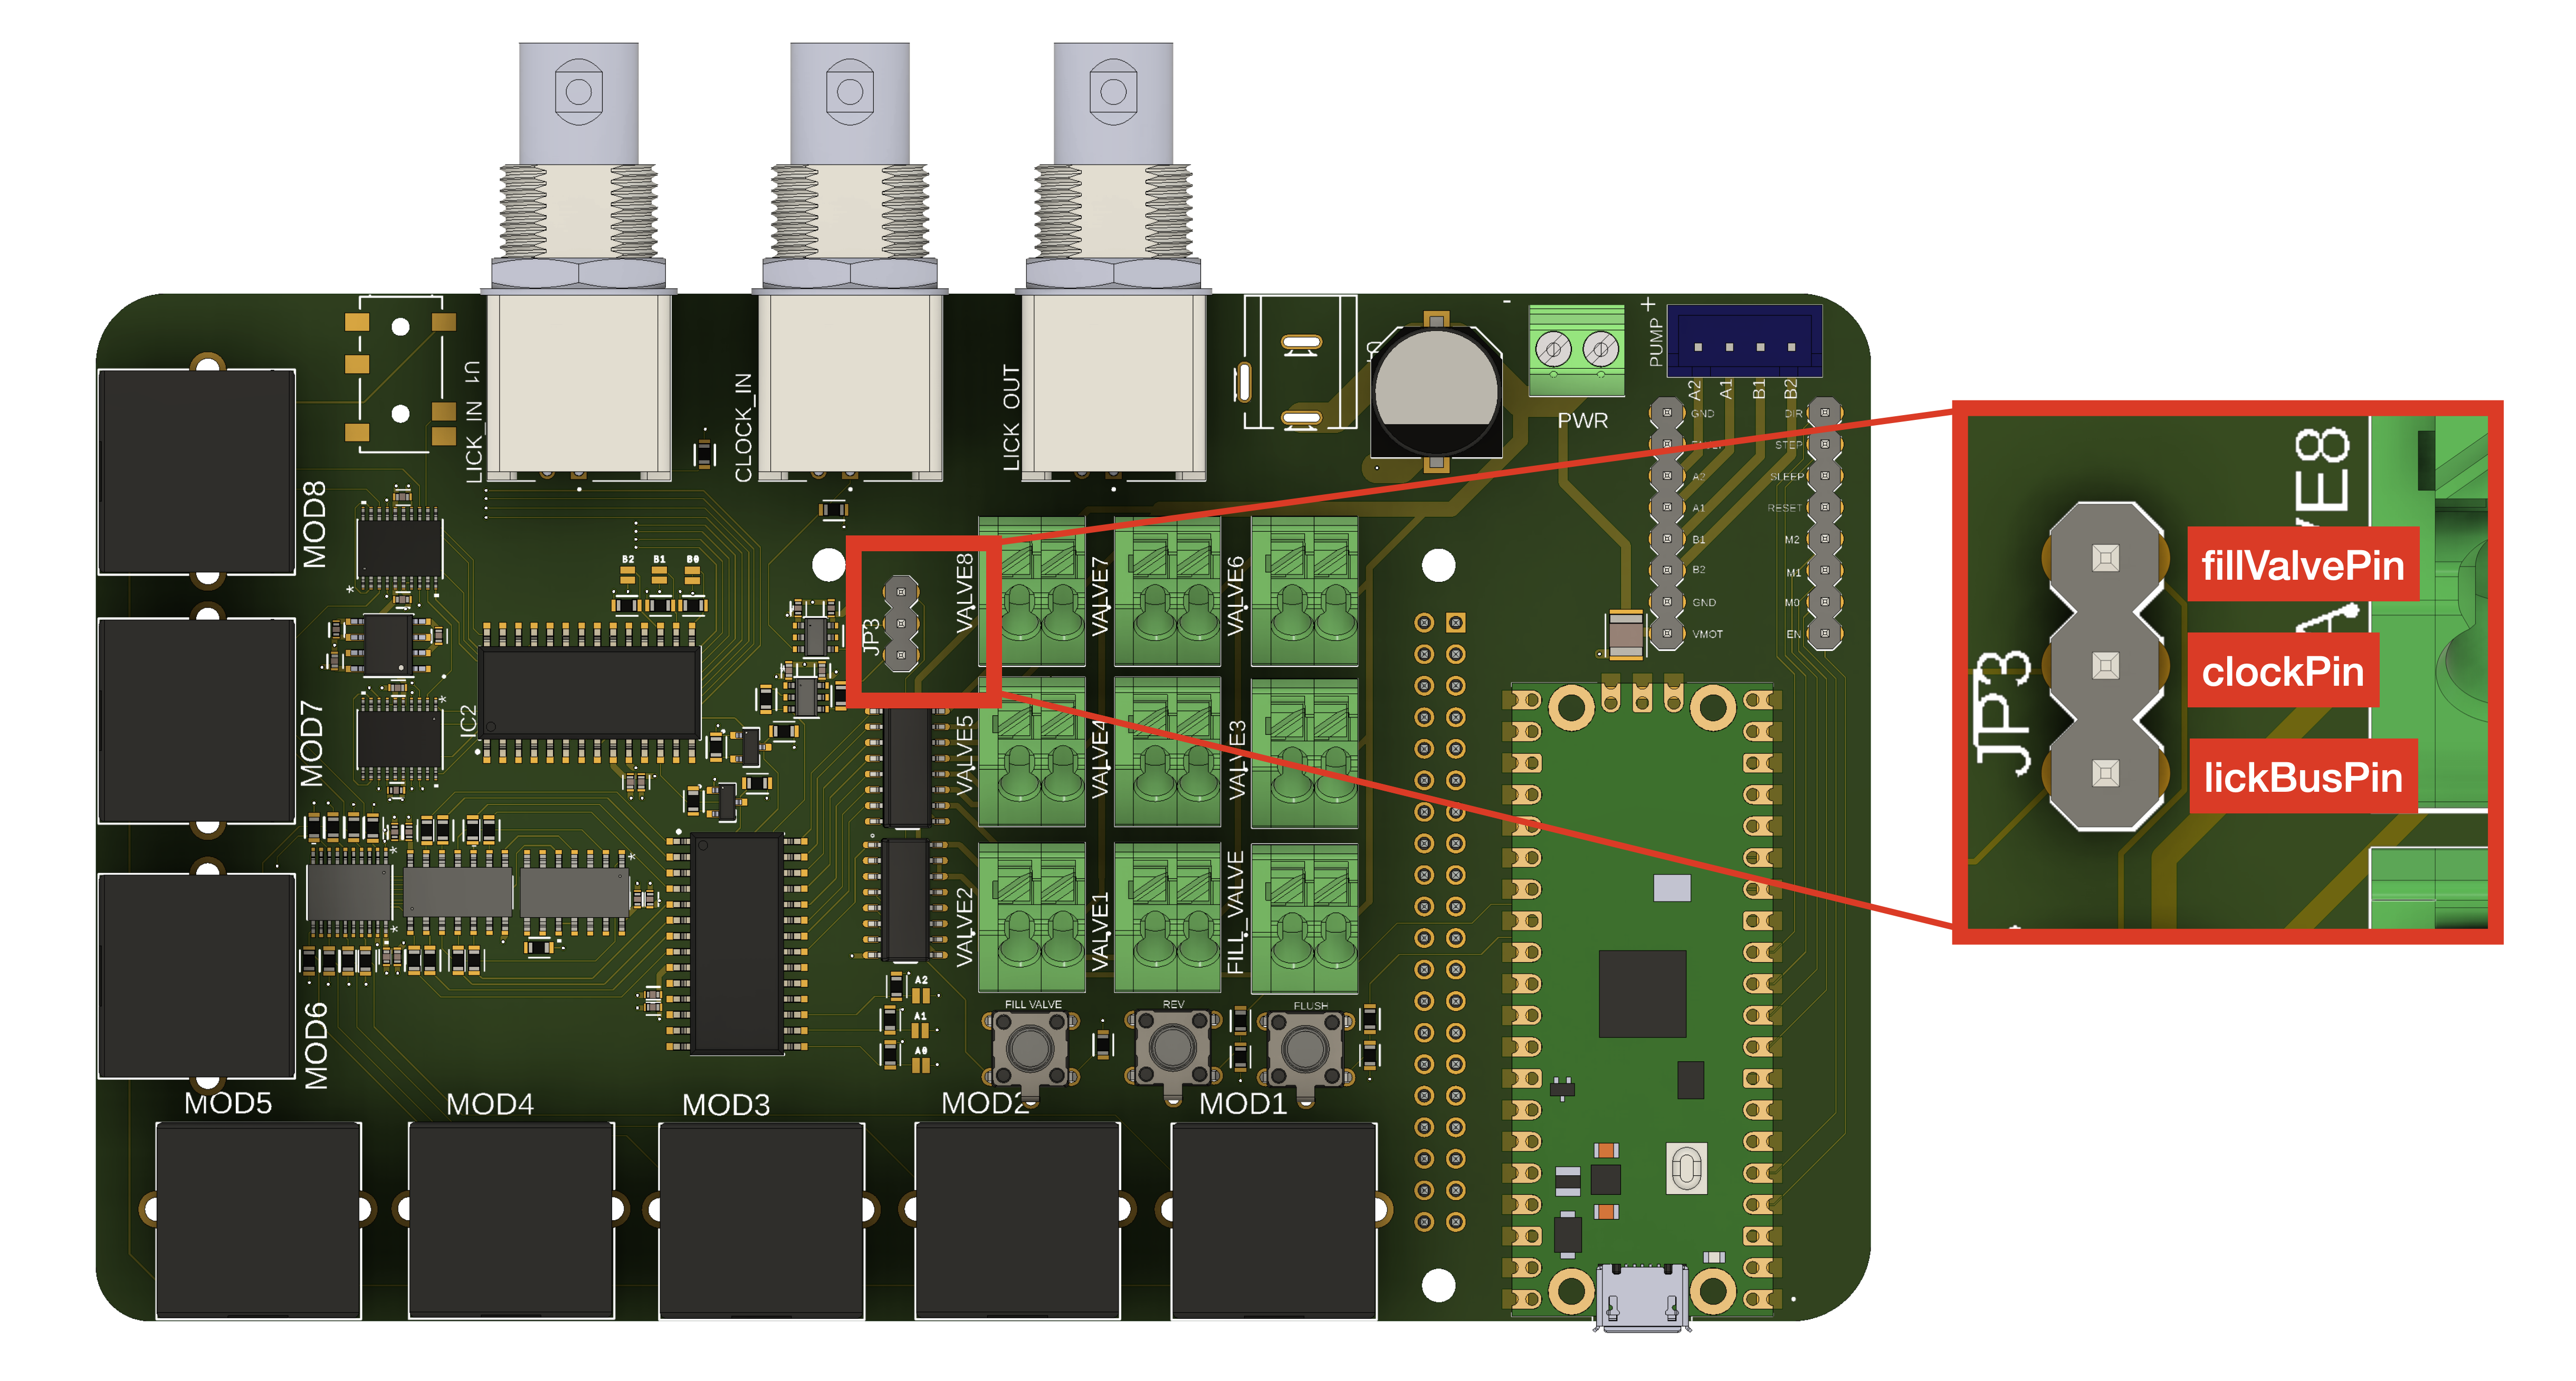 U1
LICK_IN
CLOCK_IN
LICK_OUT
-
+
PWR
PUMP
A2
A1
B1
B2
GND
A2
A1
B1
B2
GND
VMOT
DIR
STEP
SLEEP
RESET
M2
M1
M0
EN
MOD8
MOD7
MOD6
B2
B1
B0
IC2
JP3
VALVE8
VALVE7
VALVE6
VALVE5
VALVE4
VALVE3
VALVE2
VALVE1
FILL_VALVE
A2
A1
A0
FILL VALVE
REV
FLUSH
MOD5
MOD4
MOD3
MOD2
MOD1
JP3
VE8
fillValvePin
clockPin
lickBusPin